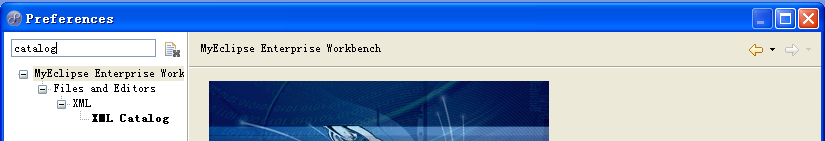 Preferences
catalog
MyEclipse Enterprise Workbench
MyEclipse Enterprise Work
Files and Editors
XML
XML Catalog